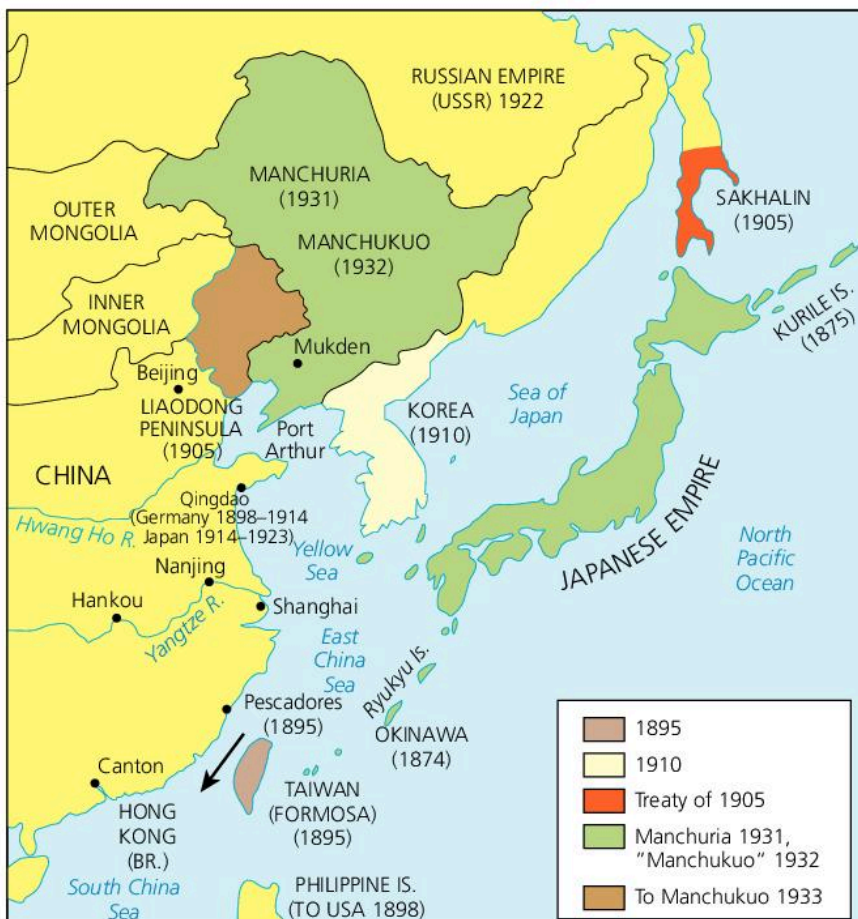 RUSSIAN EMPIRE
(USSR) 1922
MANCHURIA
(1931)
SAKHALIN
(1905)
OUTER
MONGOLIA
MANCHUKUO
(1932)
INNER
MONGOLIA
KURILE IS.
(1875)
Mukden
Beijing
Sea of
Japan
LIAODONG
PENINSULA
(1905)
Port
Arthur
KOREA
(1910)
CHINA
Qingdao
(Germany 1898–1914
Japan 1914–1923)
Hwang Ho R.
JAPANESE EMPIRE
North
Pacific
Ocean
Yellow
Sea
Nanjing
Hankou
Shanghai
Yangtze R.
East
China
Sea
Ryukyu Is.
Pescadores
(1895)
OKINAWA
(1874)
Canton
TAIWAN
(FORMOSA)
(1895)
HONG
KONG
(BR.)
South China
Sea
PHILIPPINE IS.
(TO USA 1898)
1895
1910
Treaty of 1905
Manchuria 1931,
"Manchukuo" 1932
To Manchukuo 1933